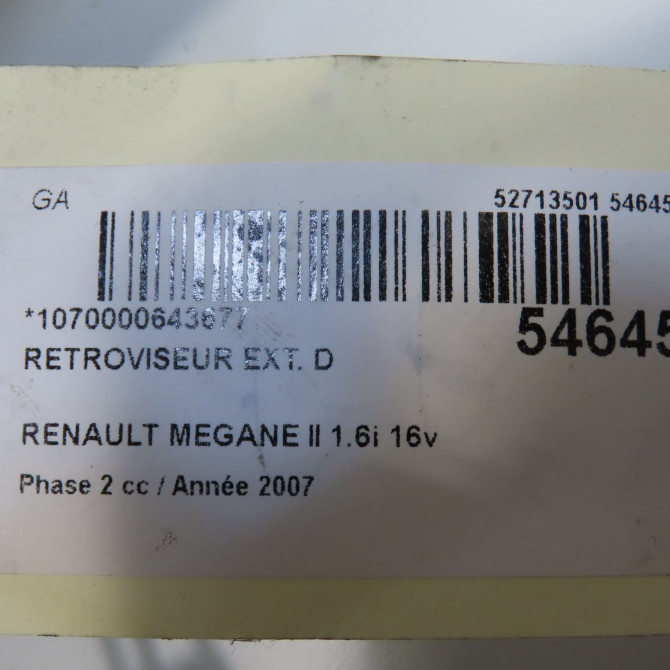 GA
52713501 54645
*1070000643677
54645
RETROVISEUR EXT. D
RENAULT MEGANE II 1.6i 16v
Phase 2 cc / Année 2007